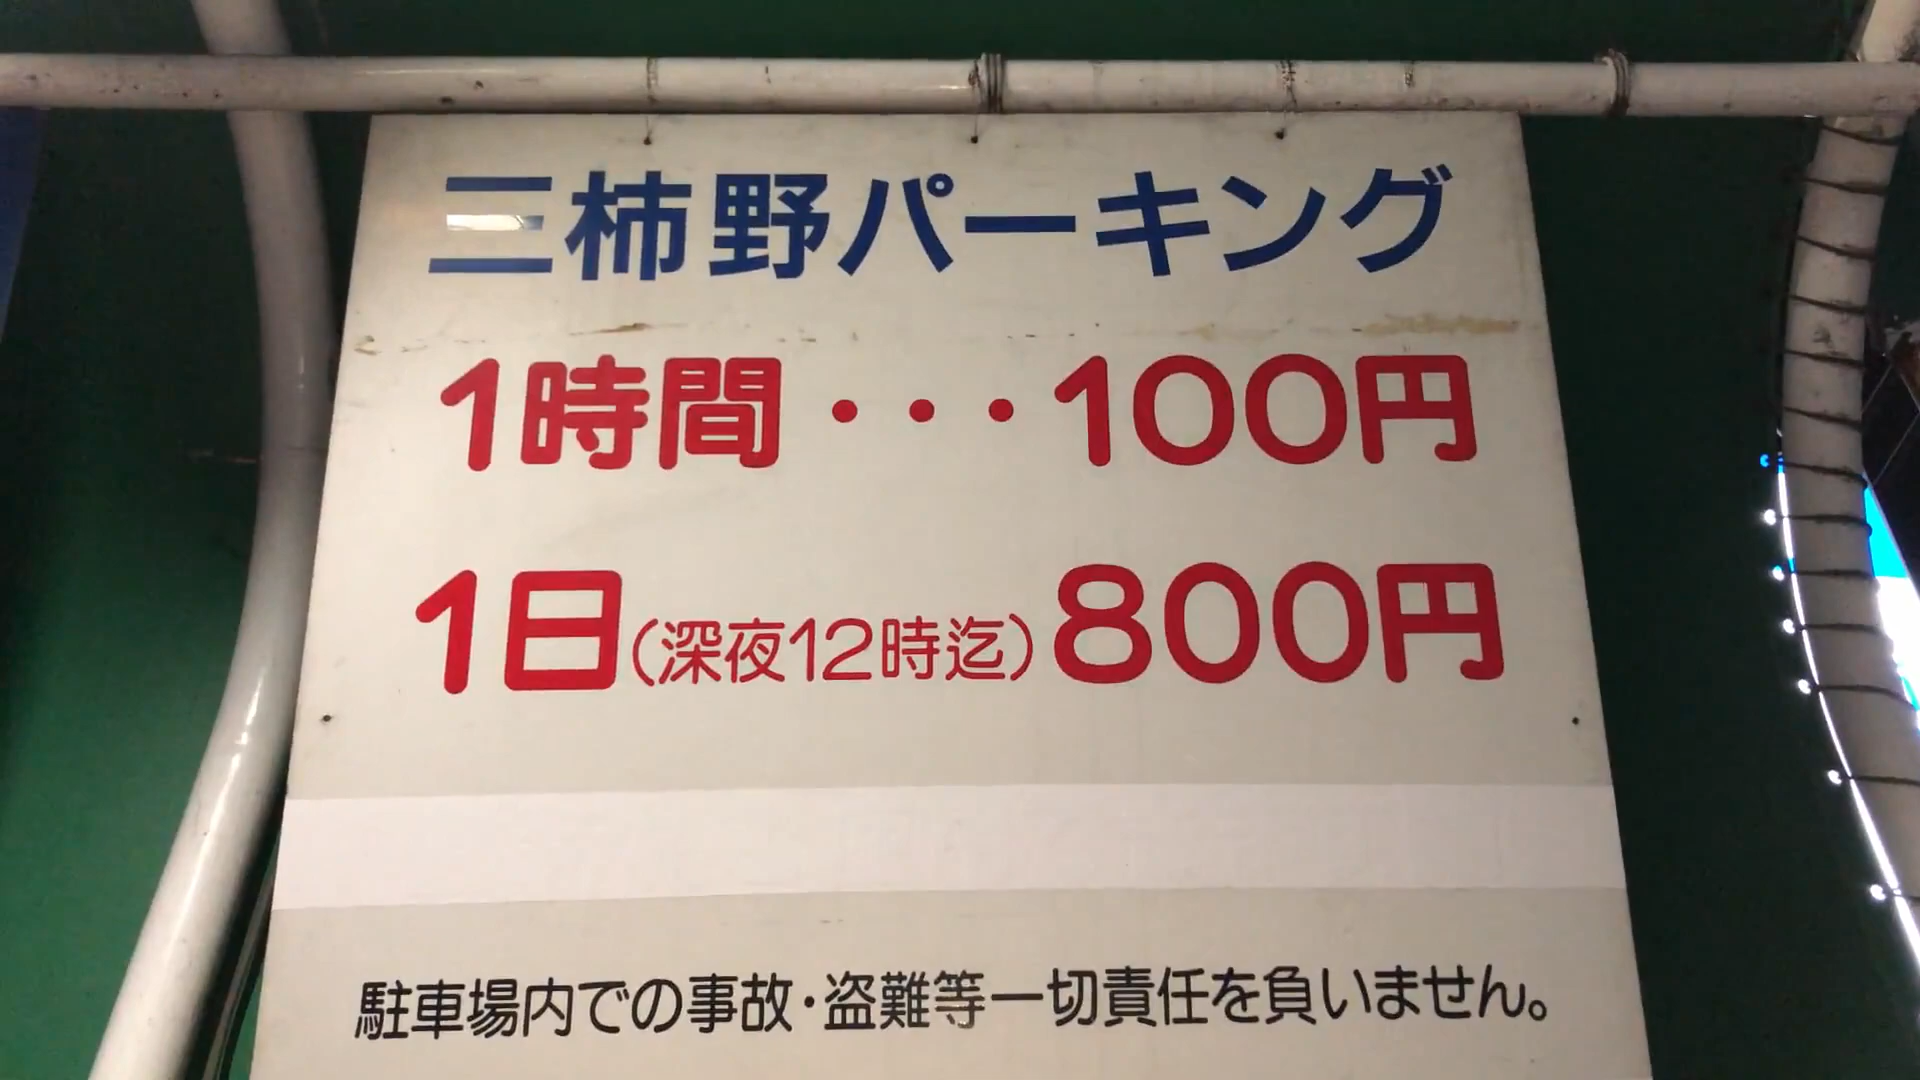 三柿野パーキング
1時間・・・100円
1日(深夜12時迄)800円
駐車場内での事故・盗難等一切責任を負いません。